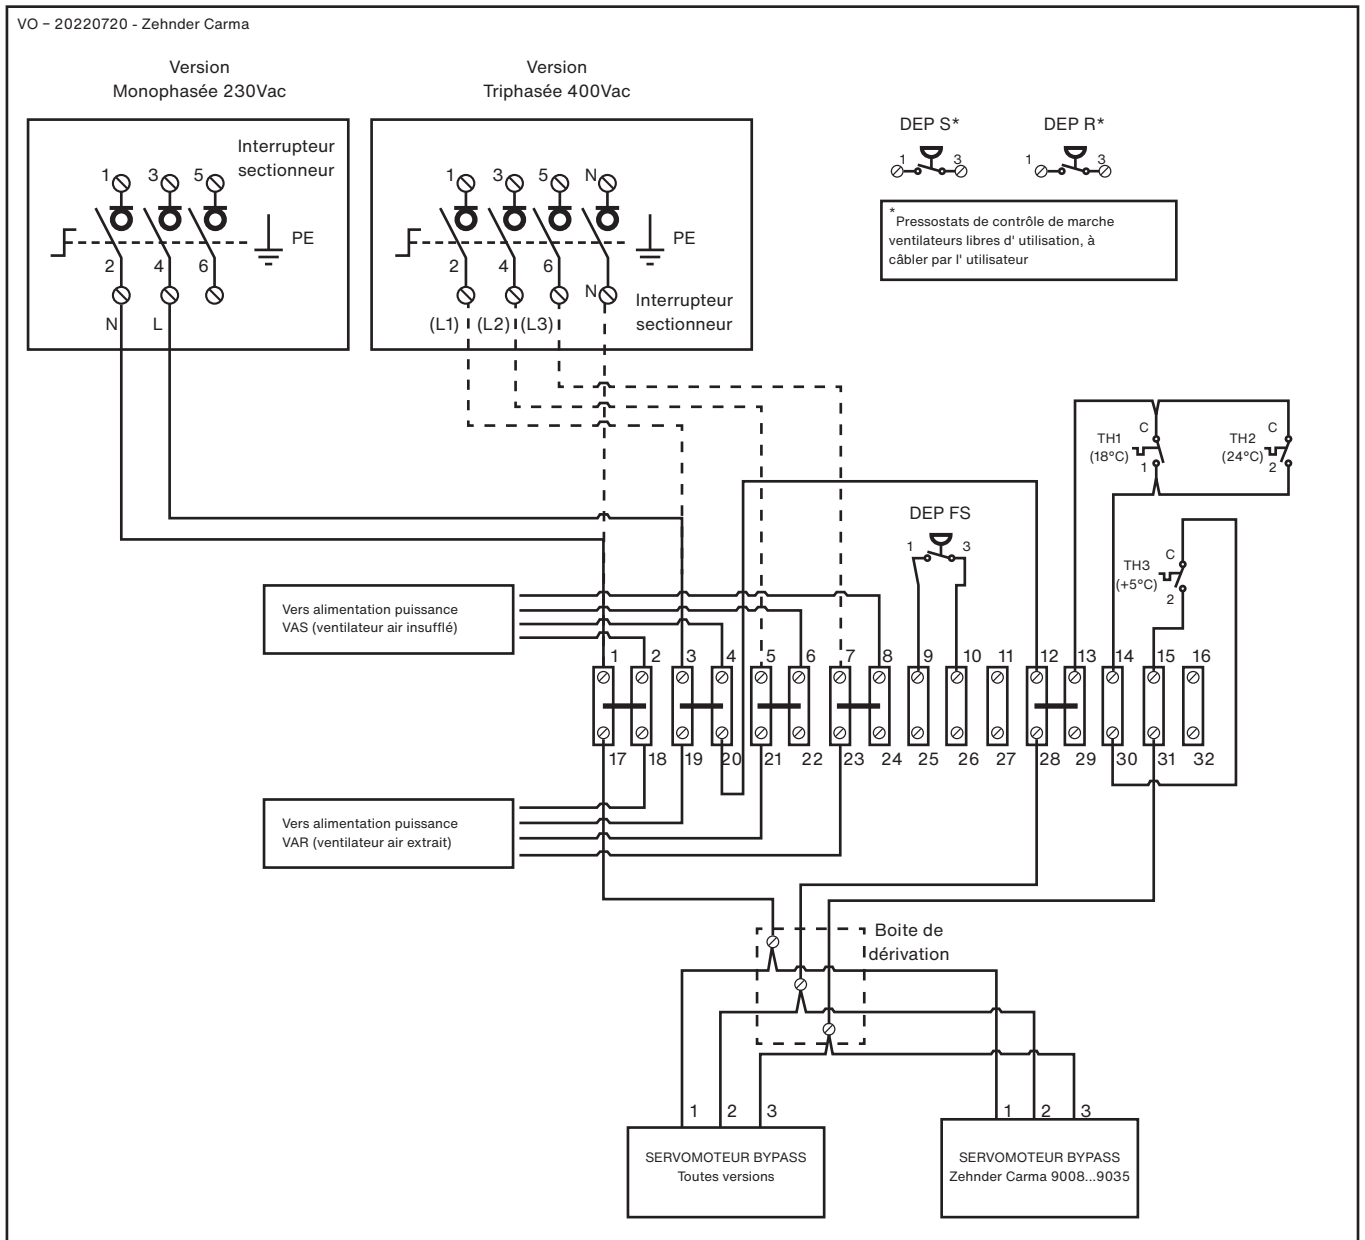 VO – 20220720 - Zehnder Carma
Version
Monophasée 230Vac
Version
Triphasée 400Vac
Interrupteur
sectionneur
1 3 5
PE
2 4 6
N L
1 3 5 N
PE
2 4 6 N
Interrupteur
sectionneur
(L1) (L2) (L3)
DEP S*
1 3
DEP R*
1 3
*Pressostats de contrôle de marche
ventilateurs libres d' utilisation, à
câbler par l' utilisateur
C
TH1
(18°C)
1
C
TH2
(24°C)
2
DEP FS
1 3
C
TH3
(+5°C)
2
Vers alimentation puissance
VAS (ventilateur air insufflé)
1 2 3 4 5 6 7 8 9 10 11 12 13 14 15 16
17 18 19 20 21 22 23 24 25 26 27 28 29 30 31 32
Vers alimentation puissance
VAR (ventilateur air extrait)
Boite de
dérivation
1 2 3
1 2 3
SERVOMOTEUR BYPASS
Toutes versions
SERVOMOTEUR BYPASS
Zehnder Carma 9008...9035